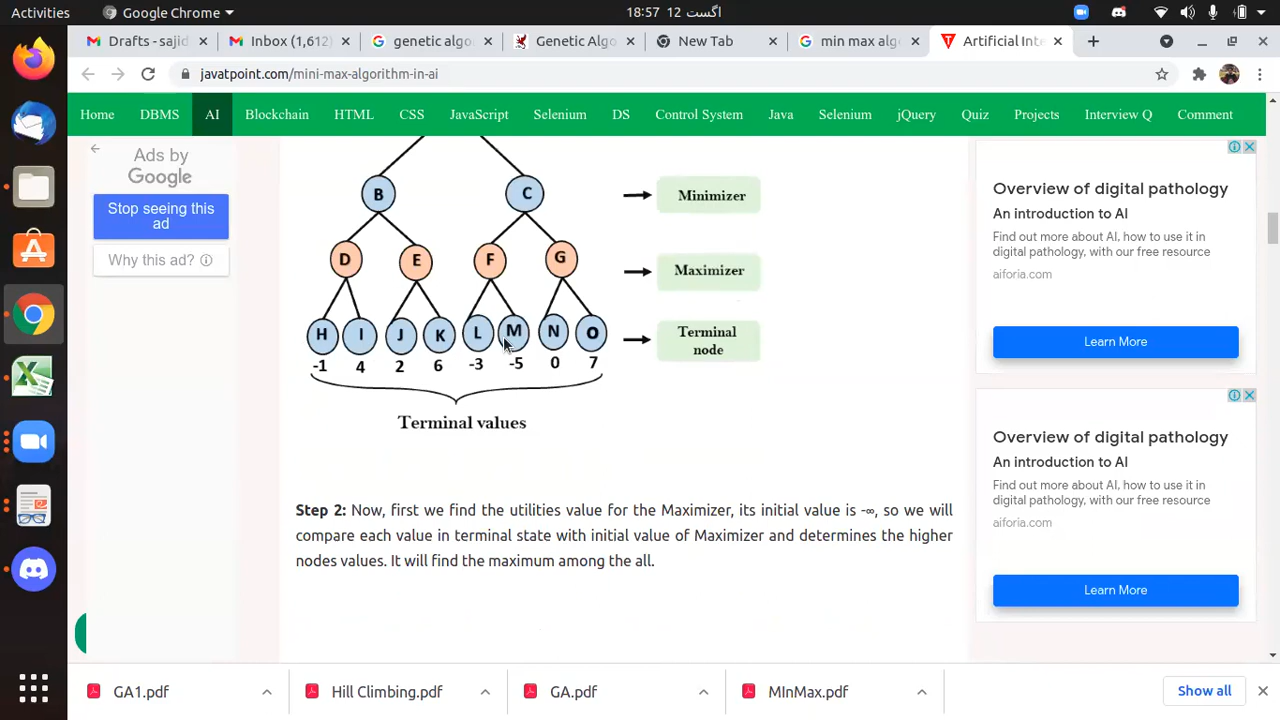 Activities
Google Chrome
18:57 12 اگست
Drafts - sajid
Inbox (1,612)
genetic algo
Genetic Algo
New Tab
min max alg
Artificial Inte
javatpoint.com/mini-max-algorithm-in-ai
Home DBMS AI Blockchain HTML CSS JavaScript Selenium DS Control System Java Selenium jQuery Quiz Projects Interview Q Comment
Ads by
Google
Stop seeing this
ad
Why this ad?
B C
Minimizer
D E F G
Maximizer
H I J K L M N O
Terminal
node
-1 4 2 6 -3 -5 0 7
Terminal values
Step 2: Now, first we find the utilities value for the Maximizer, its initial value is -∞, so we will
compare each value in terminal state with initial value of Maximizer and determines the higher
nodes values. It will find the maximum among the all.
Overview of digital pathology
An introduction to AI
Find out more about AI, how to use it in
digital pathology, with our free resource
aiforia.com
Learn More
Overview of digital pathology
An introduction to AI
Find out more about AI, how to use it in
digital pathology, with our free resource
aiforia.com
Learn More
GA1.pdf
Hill Climbing.pdf
GA.pdf
MInMax.pdf
Show all